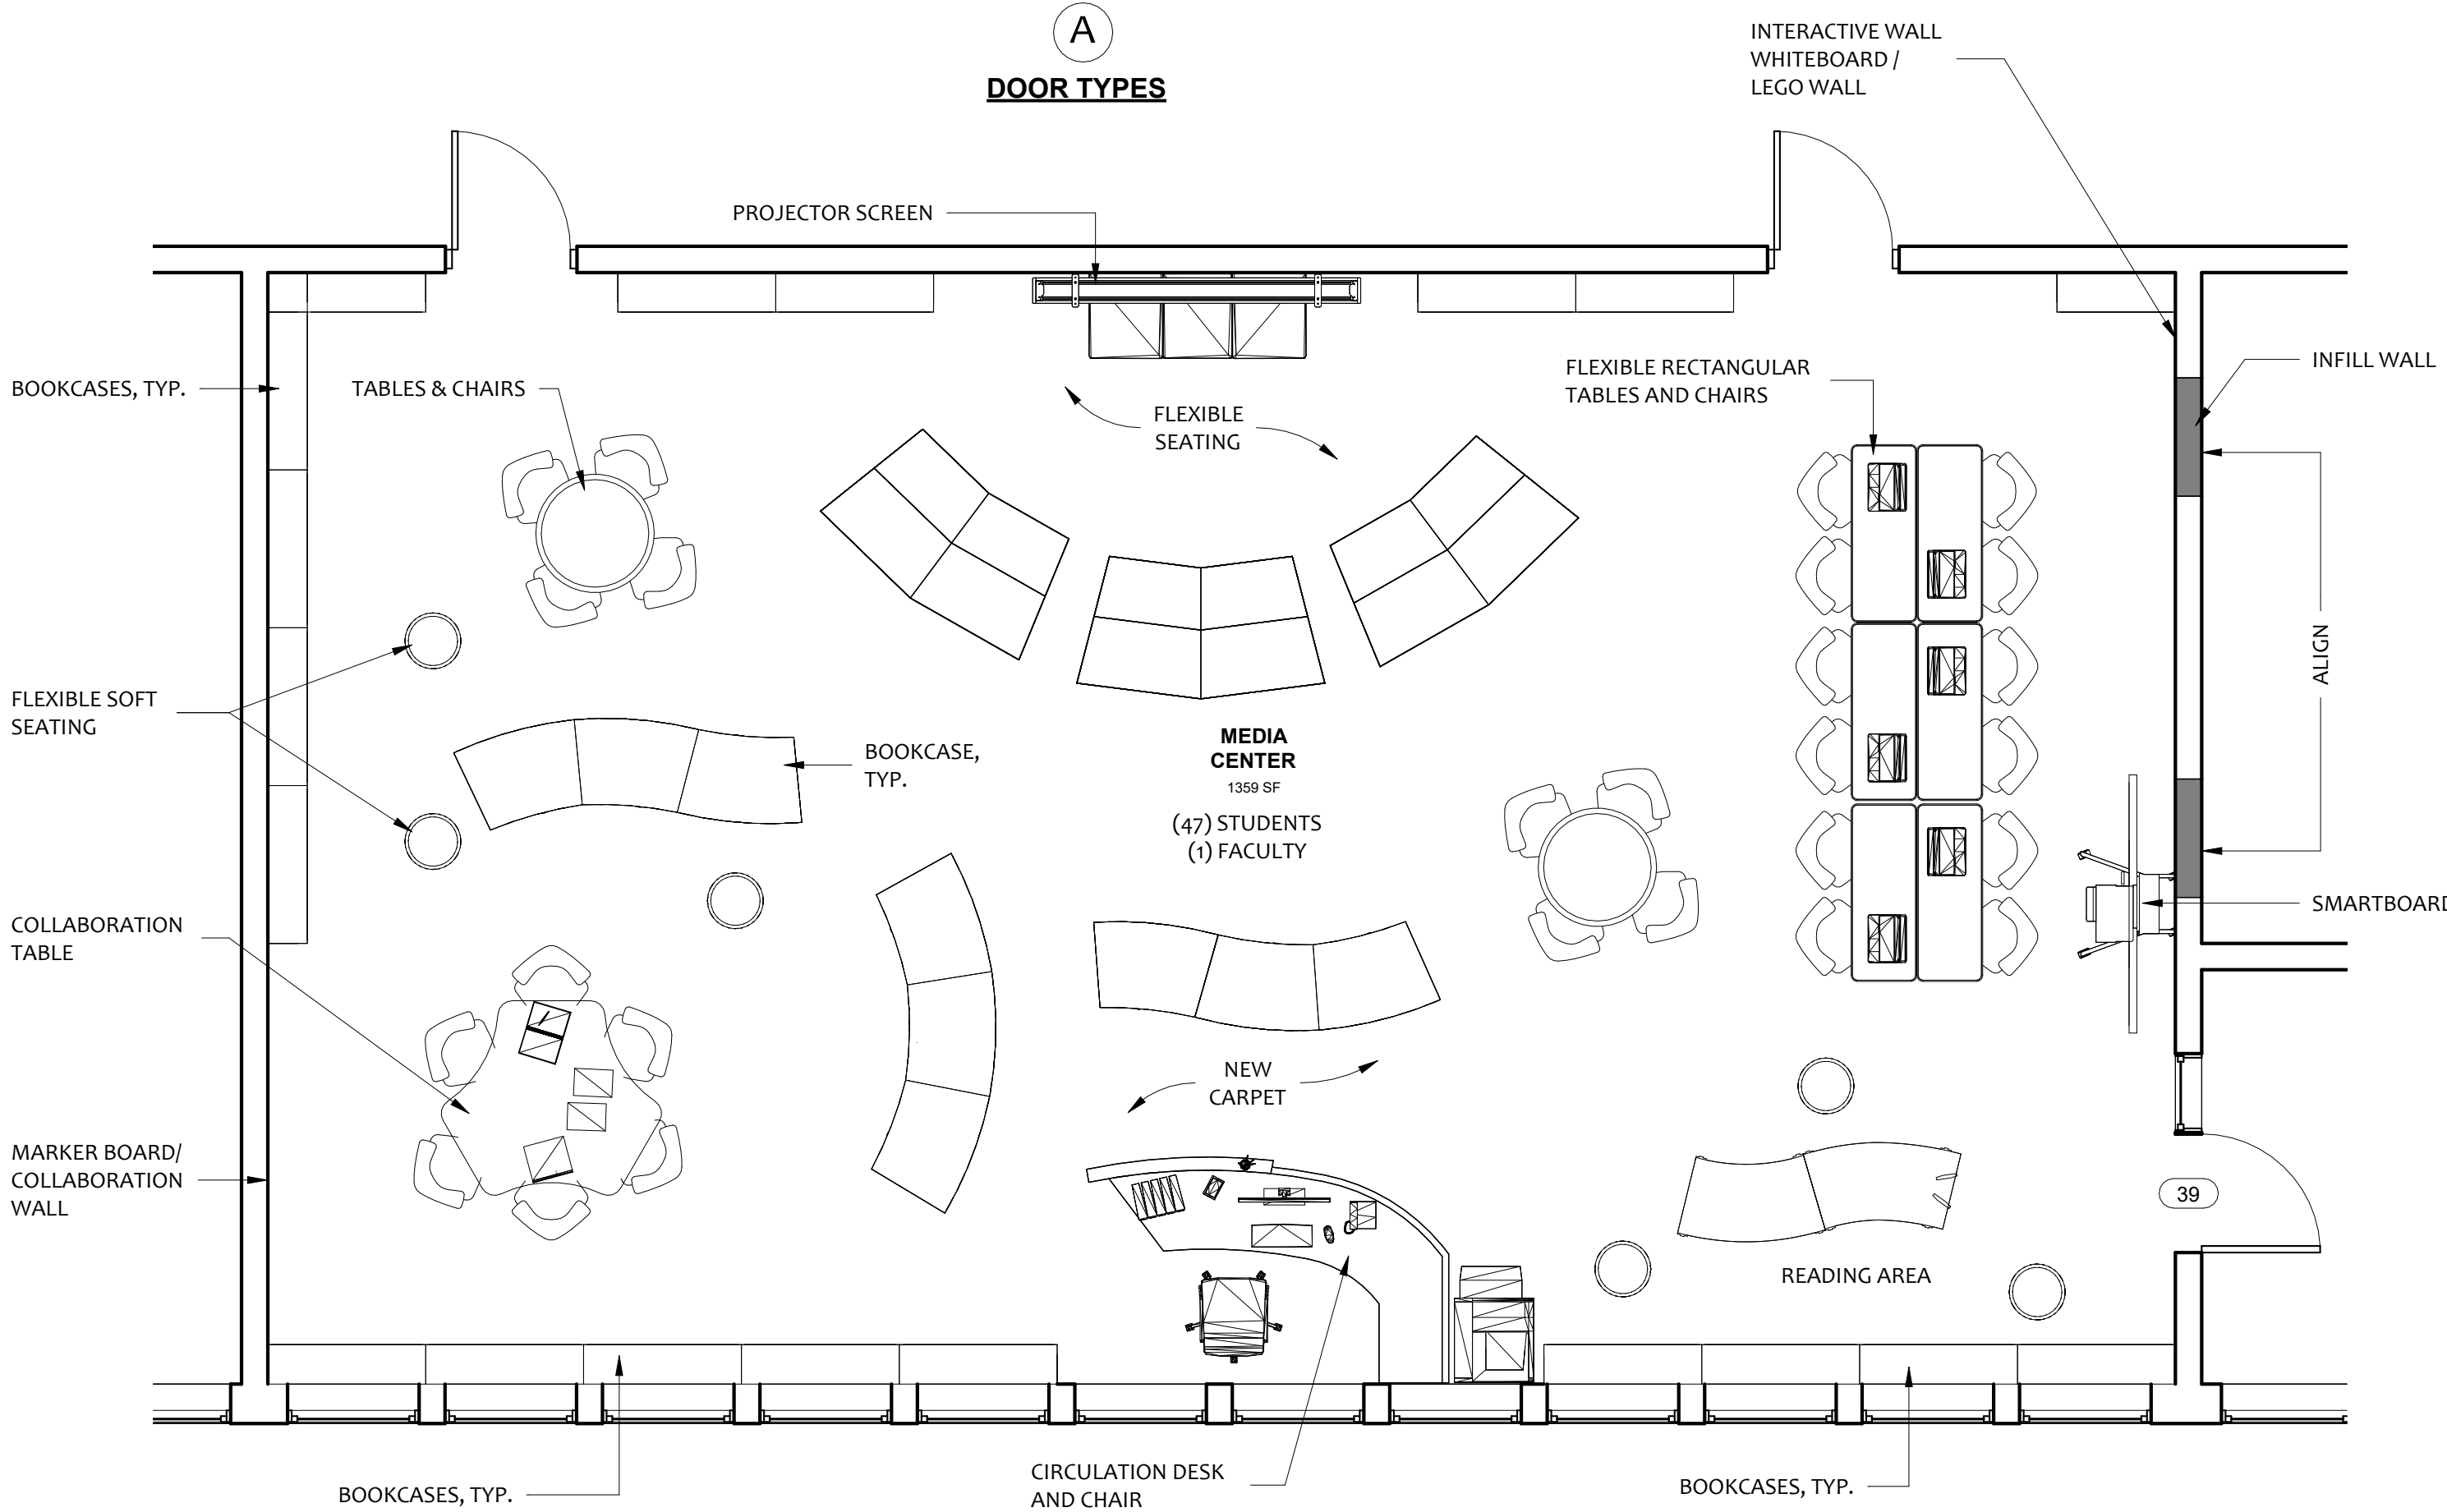 A
DOOR TYPES
INTERACTIVE WALL
WHITEBOARD /
LEGO WALL
PROJECTOR SCREEN
BOOKCASES, TYP.
TABLES & CHAIRS
FLEXIBLE
SEATING
FLEXIBLE RECTANGULAR
TABLES AND CHAIRS
INFILL WALL
ALIGN
FLEXIBLE SOFT
SEATING
BOOKCASE,
TYP.
MEDIA
CENTER
1359 SF
(47) STUDENTS
(1) FACULTY
SMARTBOARD
COLLABORATION
TABLE
NEW
CARPET
MARKER BOARD/
COLLABORATION
WALL
39
READING AREA
BOOKCASES, TYP.
CIRCULATION DESK
AND CHAIR
BOOKCASES, TYP.